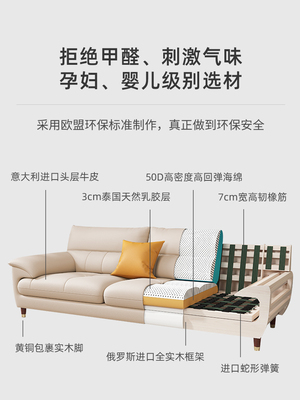 拒绝甲醛、刺激气味
孕妇、婴儿级别选材
采用欧盟环保标准制作，真正做到环保安全
意大利进口头层牛皮
50D高密度高回弹海绵
3cm泰国天然乳胶层
7cm宽高韧橡筋
黄铜包裹实木脚
俄罗斯进口全实木框架
进口蛇形弹簧